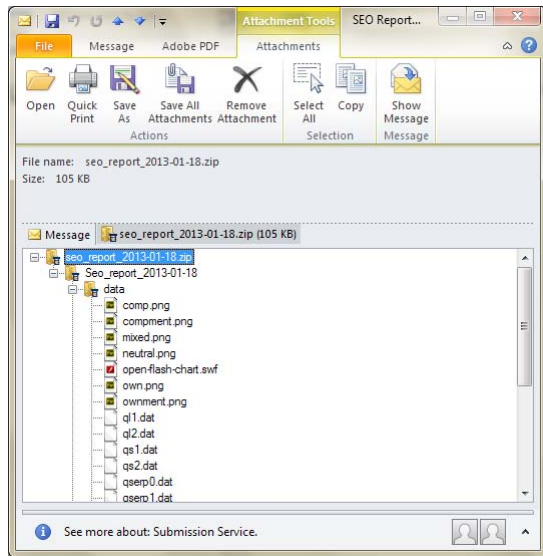 Attachment Tools SEO Report...
File Message Adobe PDF Attachments
Open Quick Print Save As Save All Attachments Remove Attachment Select All Copy Show Message
Actions Selection Message
File name: seo_report_2013-01-18.zip
Size: 105 KB
Message seo_report_2013-01-18.zip (105 KB)
seo_report_2013-01-18.zip
Seo_report_2013-01-18
data
comp.png
compment.png
mixed.png
neutral.png
open-flash-chart.swf
own.png
ownment.png
ql1.dat
ql2.dat
qs1.dat
qs2.dat
qserp0.dat
qserp1.dat
See more about: Submission Service.